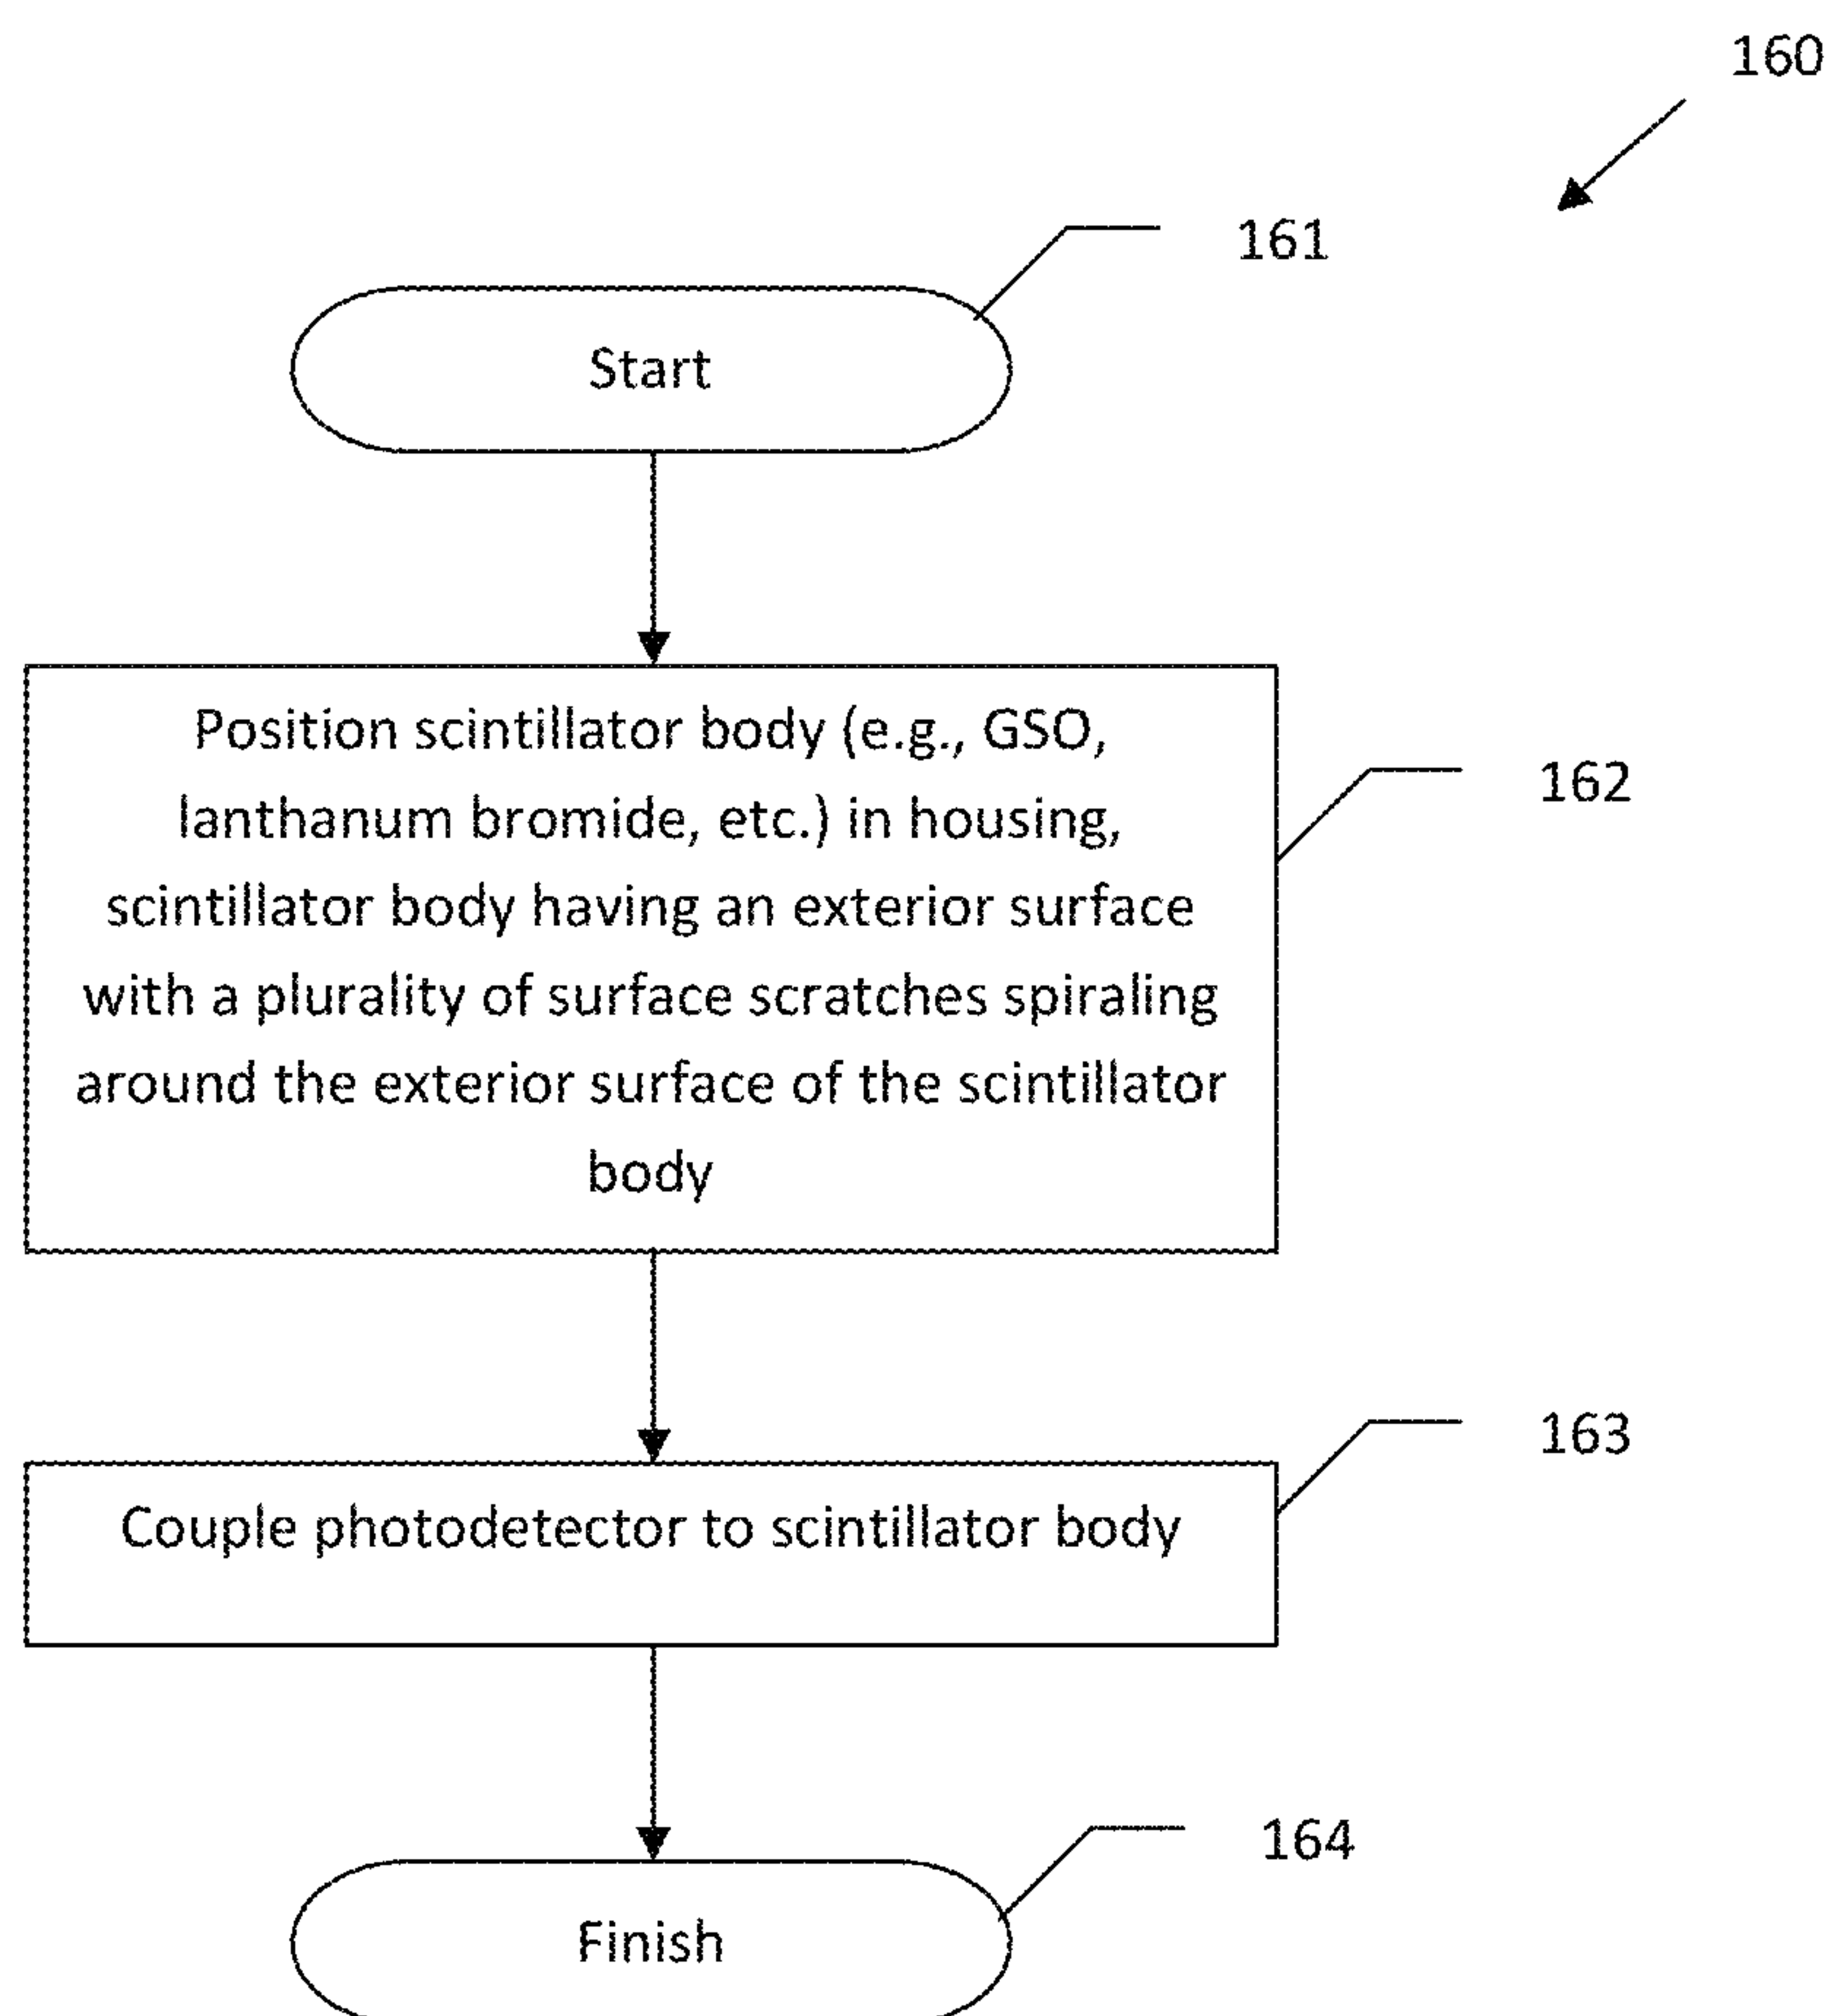 160
161
Start
Position scintillator body (e.g., GSO,
lanthanum bromide, etc.) in housing,
scintillator body having an exterior surface
with a plurality of surface scratches spiraling
around the exterior surface of the scintillator
body
162
163
Couple photodetector to scintillator body
164
Finish